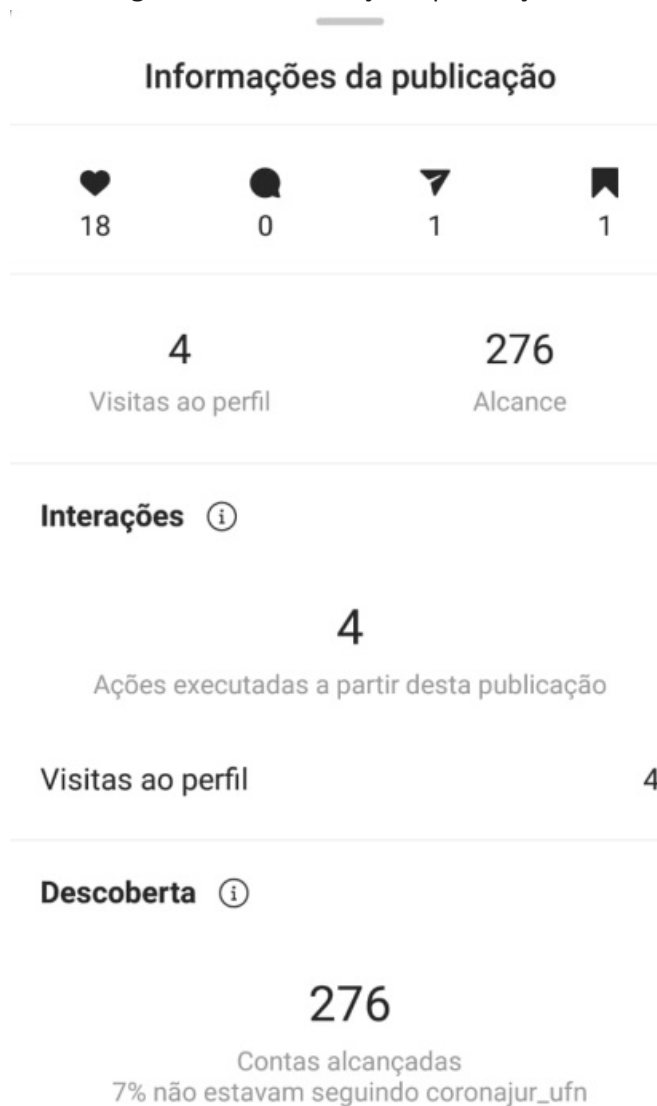 Informações da publicação
18 0 1 1
4 276
Visitas ao perfil Alcance
Interações
4
Ações executadas a partir desta publicação
Visitas ao perfil 4
Descoberta
276
Contas alcançadas
7% não estavam seguindo coronajur_ufn